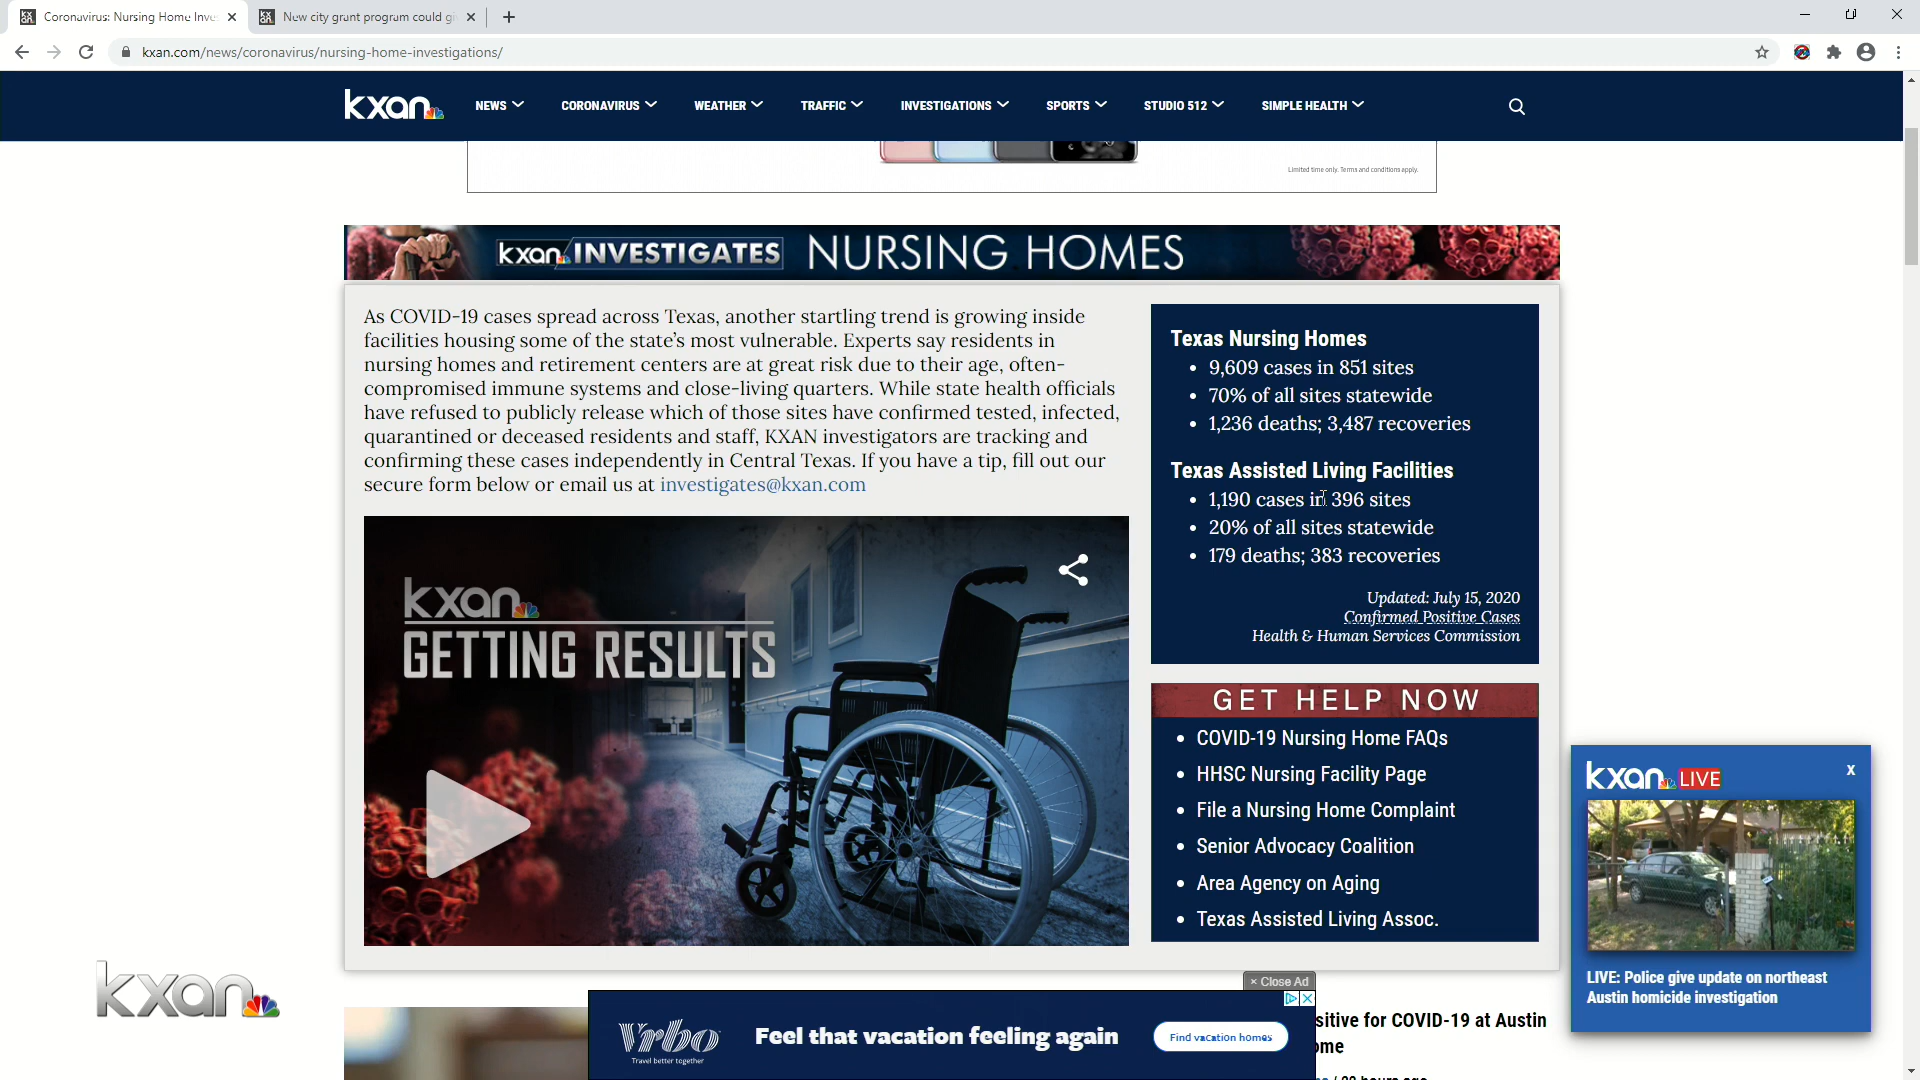 Coronavirus: Nursing Home Inve
New city grant program could gi
kxan.com/news/coronavirus/nursing-home-investigations/
kxan NEWS CORONAVIRUS WEATHER TRAFFIC INVESTIGATIONS SPORTS STUDIO 512 SIMPLE HEALTH
Limited time only. Terms and conditions apply.
kxan INVESTIGATES NURSING HOMES
As COVID-19 cases spread across Texas, another startling trend is growing inside
facilities housing some of the state's most vulnerable. Experts say residents in
nursing homes and retirement centers are at great risk due to their age, often-
compromised immune systems and close-living quarters. While state health officials
have refused to publicly release which of those sites have confirmed tested, infected,
quarantined or deceased residents and staff, KXAN investigators are tracking and
confirming these cases independently in Central Texas. If you have a tip, fill out our
secure form below or email us at investigates@kxan.com
kxan
GETTING RESULTS
Texas Nursing Homes
• 9,609 cases in 851 sites
• 70% of all sites statewide
• 1,236 deaths; 3,487 recoveries
Texas Assisted Living Facilities
• 1,190 cases in 396 sites
• 20% of all sites statewide
• 179 deaths; 383 recoveries
Updated: July 15, 2020
Confirmed Positive Cases
Health & Human Services Commission
GET HELP NOW
• COVID-19 Nursing Home FAQs
• HHSC Nursing Facility Page
• File a Nursing Home Complaint
• Senior Advocacy Coalition
• Area Agency on Aging
• Texas Assisted Living Assoc.
kxan LIVE x
LIVE: Police give update on northeast
Austin homicide investigation
kxan
× Close Ad
Vrbo
Travel better together
Feel that vacation feeling again
Find vacation homes
sitive for COVID-19 at Austin
ome